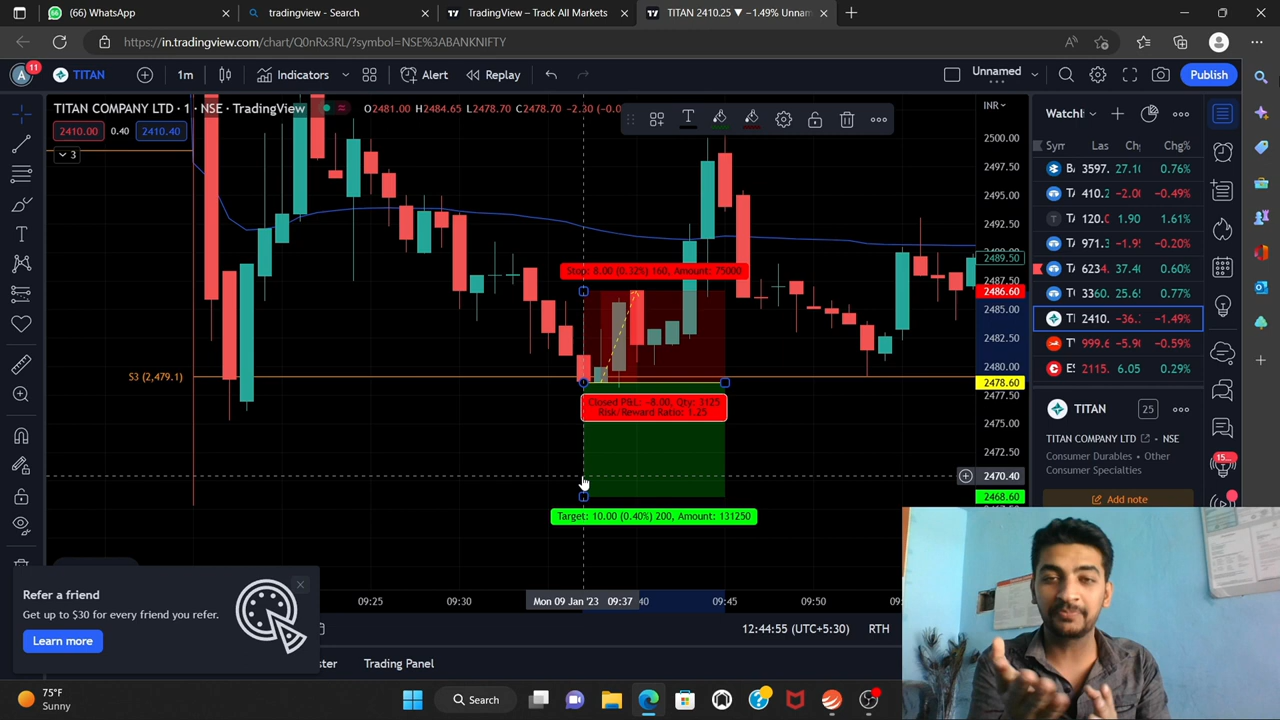 (66) WhatsApp
tradingview - Search
TradingView – Track All Markets
TITAN 2410.25 ▼ −1.49% Unnam
https://in.tradingview.com/chart/Q0nRx3RL/?symbol=NSE%3ABANKNIFTY
A 11 TITAN 1m Indicators Alert Replay Unnamed Publish
TITAN COMPANY LTD · 1 · NSE · TradingView O2481.00 H2484.65 L2478.70 C2478.70 −2.30 (−0.0
2410.00 0.40 2410.40
3
INR
2500.00
2497.50
2495.00
2492.50
2489.50
2487.50
2486.60
2485.00
2482.50
2480.00
2478.60
2477.50
2475.00
2472.50
2470.40
2468.60
Stop: 8.00 (0.32%) 160, Amount: 75000
S3 (2,479.1)
Closed P&L: −8.00, Qty: 3125
Risk/Reward Ratio: 1.25
Target: 10.00 (0.40%) 200, Amount: 131250
Watchl
Syr Las Chg Chg%
3597. 27.10 0.76%
410.2 −2.00 −0.49%
120.0 1.90 1.61%
971.3 −1.95 −0.20%
6234. 37.40 0.60%
3360. 25.65 0.77%
2410. −36. −1.49%
999.6 −5.90 −0.59%
2115. 6.05 0.29%
TITAN 25
TITAN COMPANY LTD · NSE
Consumer Durables · Other
Consumer Specialties
Add note
15...
09:25 09:30 Mon 09 Jan '23 09:37 :40 09:45 09:50
12:44:55 (UTC+5:30) RTH
Refer a friend
Get up to $30 for every friend you refer.
Learn more
ster Trading Panel
75°F
Sunny
Search